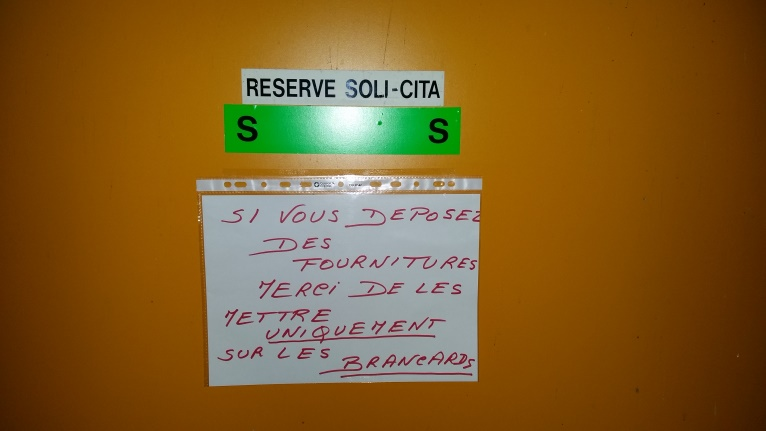 RESERVE SOLI-CITA
S S
SI VOUS DEPOSEZ
DES
FOURNITURES
MERCI DE LES
METTRE
UNIQUEMENT
SUR LES
BRANCARDS